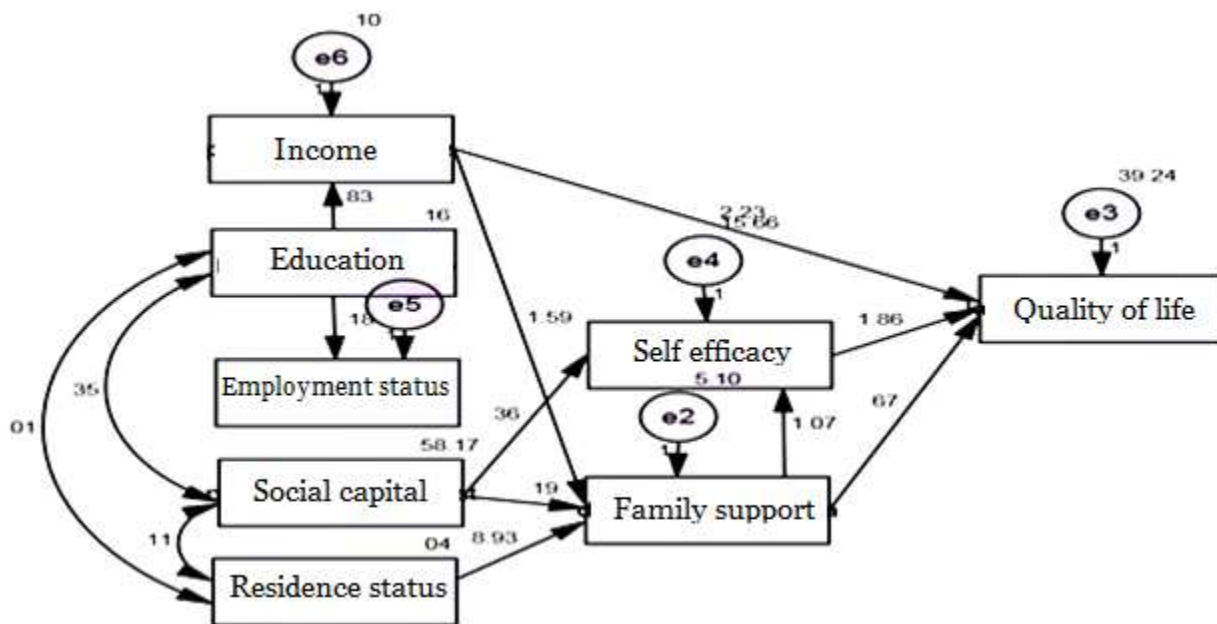 10
e6
1
Income
83
16
Education
39.24
e3
1
2.23
15.66
e4
1
e5
18
1
1.59
Quality of life
1.86
Self efficacy
5.10
Employment status
35
36
e2
1
67
01
58.17
1.07
Social capital
19
Family support
11
04
8.93
Residence status